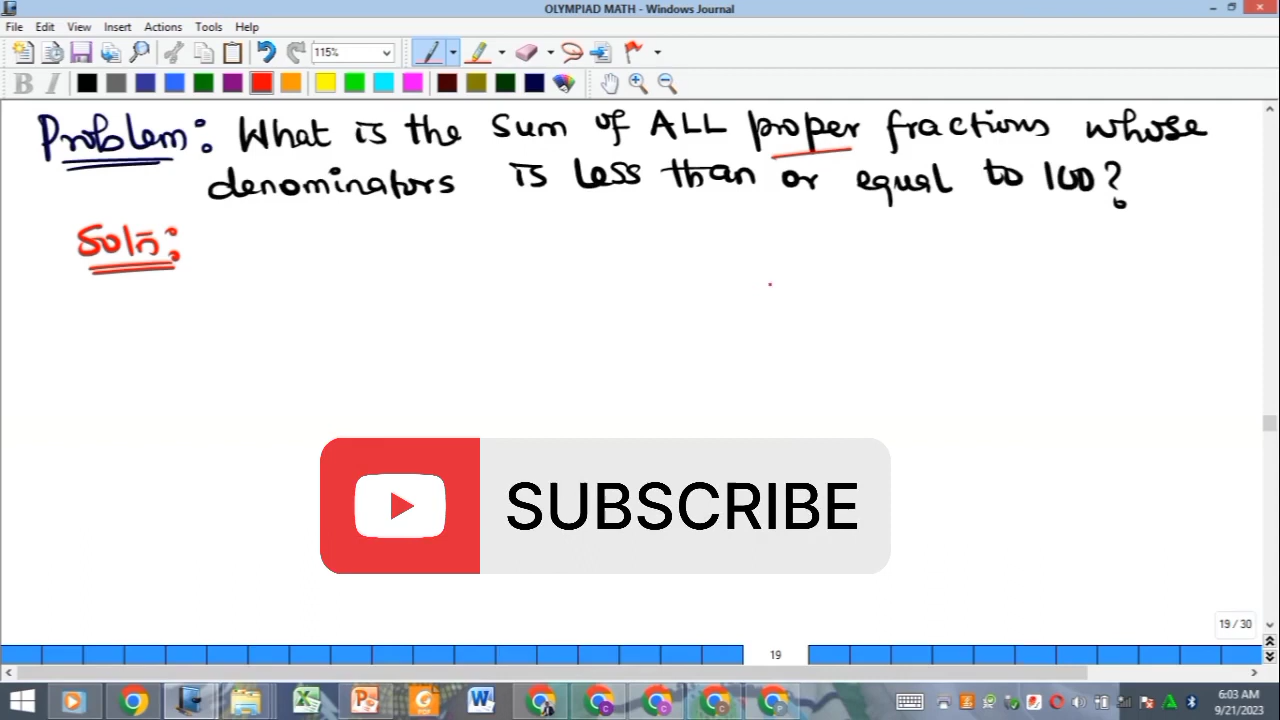 OLYMPIAD MATH - Windows Journal
File Edit View Insert Actions Tools Help
115%
B I
Problem: What is the sum of ALL proper fractions whose
denominators is less than or equal to 100?
Soln:
SUBSCRIBE
19 / 30
19
6:03 AM
9/21/2023